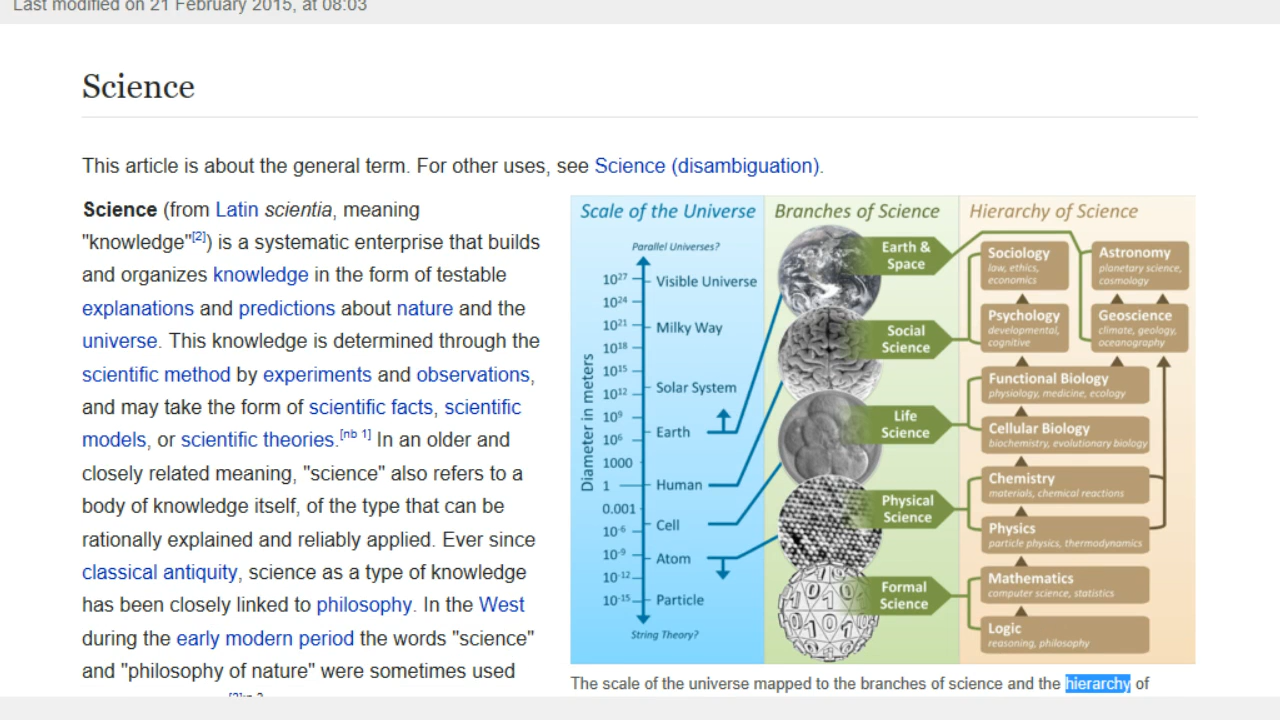 Last modified on 21 February 2015, at 08:03
Science
This article is about the general term. For other uses, see Science (disambiguation).
Science (from Latin scientia, meaning
"knowledge"[2]) is a systematic enterprise that builds
and organizes knowledge in the form of testable
explanations and predictions about nature and the
universe. This knowledge is determined through the
scientific method by experiments and observations,
and may take the form of scientific facts, scientific
models, or scientific theories.[nb 1] In an older and
closely related meaning, "science" also refers to a
body of knowledge itself, of the type that can be
rationally explained and reliably applied. Ever since
classical antiquity, science as a type of knowledge
has been closely linked to philosophy. In the West
during the early modern period the words "science"
and "philosophy of nature" were sometimes used
Scale of the Universe
Parallel Universes?
Diameter in meters
10²⁷
Visible Universe
10²⁴
10²¹
Milky Way
10¹⁸
10¹⁵
10¹²
Solar System
10⁹
10⁶
Earth
1000
1
Human
0.001
10⁻⁶
Cell
10⁻⁹
Atom
10⁻¹²
10⁻¹⁵
Particle
String Theory?
Branches of Science
Earth &
Space
Social
Science
Life
Science
Physical
Science
Formal
Science
Hierarchy of Science
Sociology
law, ethics,
economics
Astronomy
planetary science,
cosmology
Psychology
developmental,
cognitive
Geoscience
climate, geology,
oceanography
Functional Biology
physiology, medicine, ecology
Cellular Biology
biochemistry, evolutionary biology
Chemistry
materials, chemical reactions
Physics
particle physics, thermodynamics
Mathematics
computer science, statistics
Logic
reasoning, philosophy
The scale of the universe mapped to the branches of science and the hierarchy of